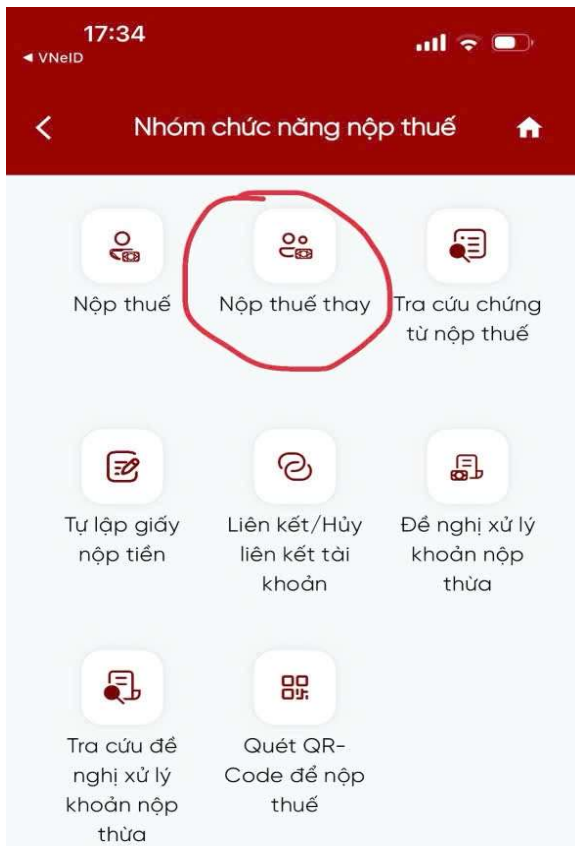 17:34
◀ VNeID
Nhóm chức năng nộp thuế
Nộp thuế
Nộp thuế thay
Tra cứu chứng
từ nộp thuế
Tự lập giấy
nộp tiền
Liên kết/Hủy
liên kết tài
khoản
Đề nghị xử lý
khoản nộp
thừa
Tra cứu đề
nghị xử lý
khoản nộp
thừa
Quét QR-
Code để nộp
thuế